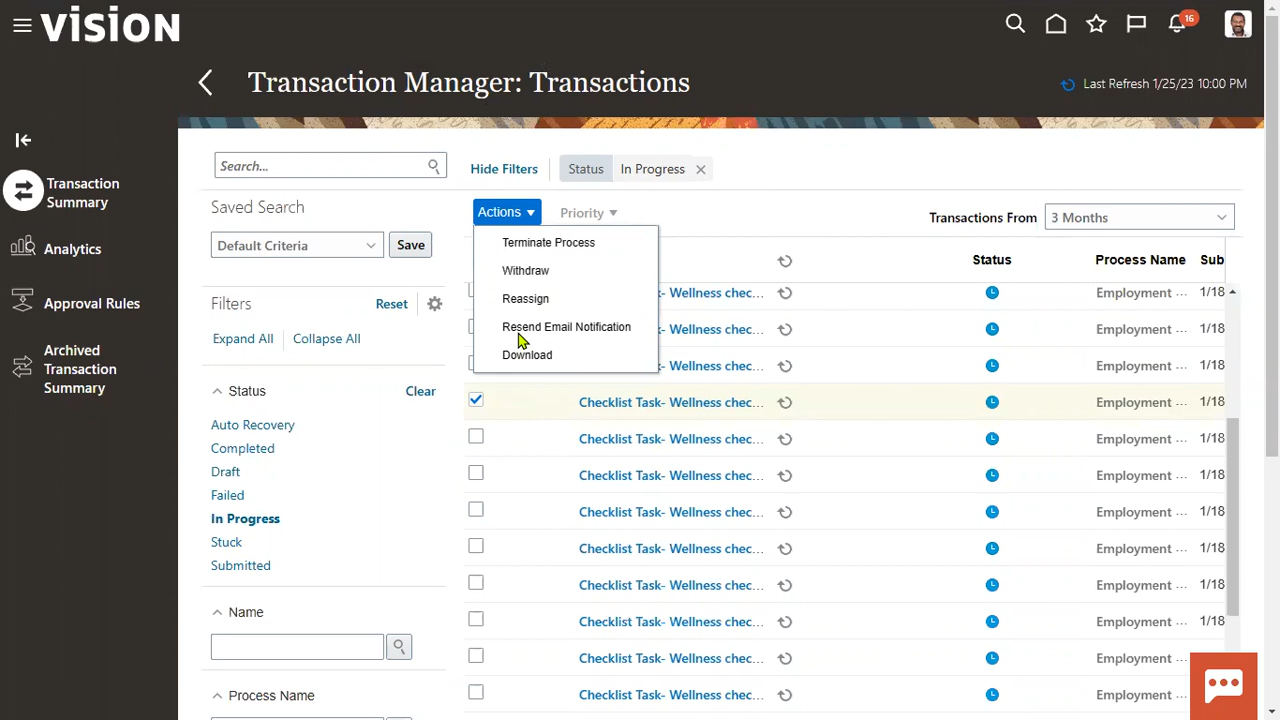 vision
16
Transaction Manager: Transactions
Last Refresh 1/25/23 10:00 PM
Transaction
Summary
Analytics
Approval Rules
Archived
Transaction
Summary
Search...
Hide Filters
Status
In Progress
Saved Search
Default Criteria
Save
Actions
Priority
Transactions From
3 Months
Filters
Reset
Expand All
Collapse All
Status
Clear
Auto Recovery
Completed
Draft
Failed
In Progress
Stuck
Submitted
Name
Process Name
Terminate Process
Withdraw
Reassign
Resend Email Notification
Download
Status
Process Name
Sub
k- Wellness chec...
Employment ...
1/18
k- Wellness chec...
Employment ...
1/18
k- Wellness chec...
Employment ...
1/18
Checklist Task- Wellness chec...
Employment ...
1/18
Checklist Task- Wellness chec...
Employment ...
1/18
Checklist Task- Wellness chec...
Employment ...
1/18
Checklist Task- Wellness chec...
Employment ...
1/18
Checklist Task- Wellness chec...
Employment ...
1/18
Checklist Task- Wellness chec...
Employment ...
1/18
Checklist Task- Wellness chec...
Employment ...
1/18
Checklist Task- Wellness chec...
Employment ...
1/18
Checklist Task- Wellness chec...
Employment ...
1/18